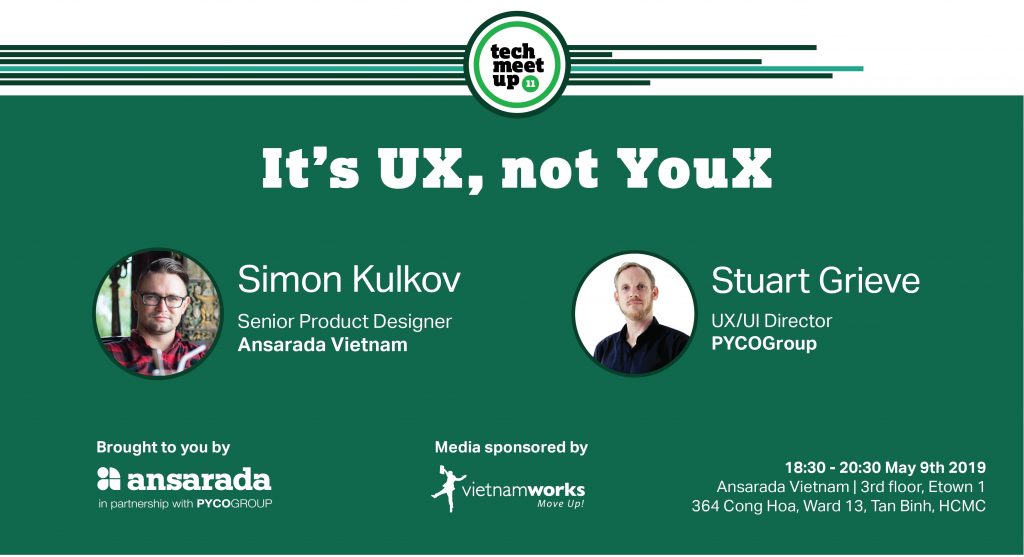 tech
meet
up 11
It's UX, not YouX
Simon Kulkov
Senior Product Designer
Ansarada Vietnam
Stuart Grieve
UX/UI Director
PYCOGroup
Brought to you by
ansarada
in partnership with PYCOGROUP
Media sponsored by
vietnamworks
Move Up!
18:30 - 20:30 May 9th 2019
Ansarada Vietnam | 3rd floor, Etown 1
364 Cong Hoa, Ward 13, Tan Binh, HCMC